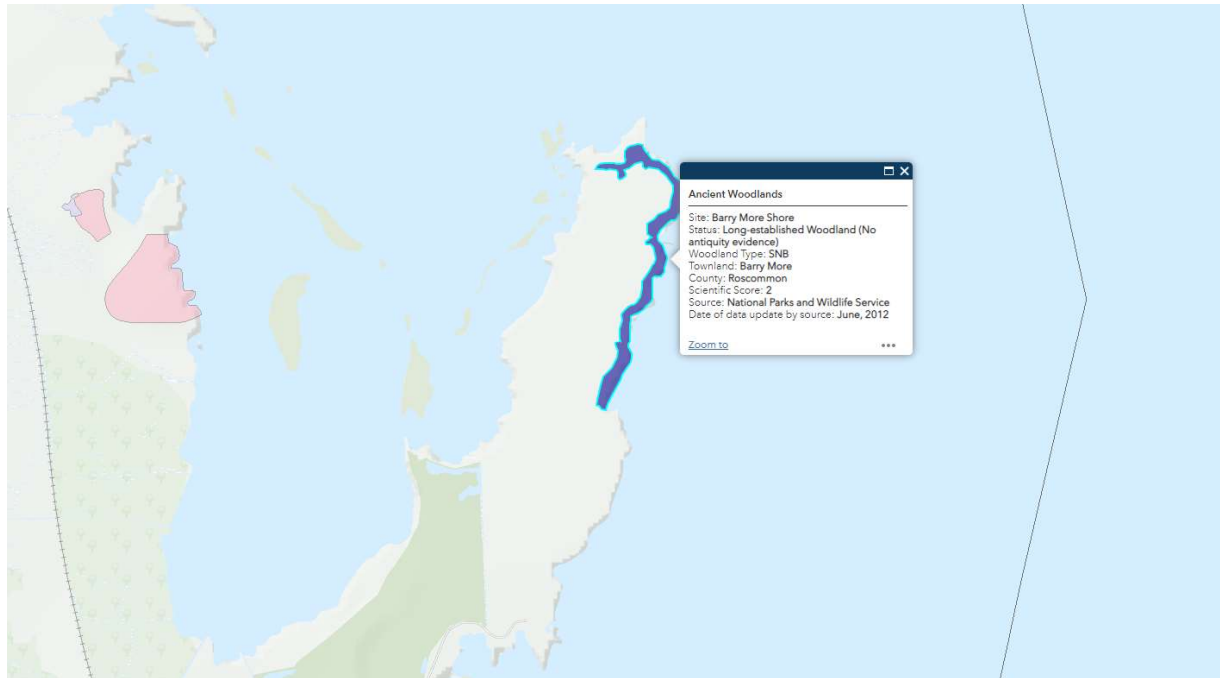 Ancient Woodlands
Site: Barry More Shore
Status: Long-established Woodland (No
antiquity evidence)
Woodland Type: SNB
Townland: Barry More
County: Roscommon
Scientific Score: 2
Source: National Parks and Wildlife Service
Date of data update by source: June, 2012
Zoom to